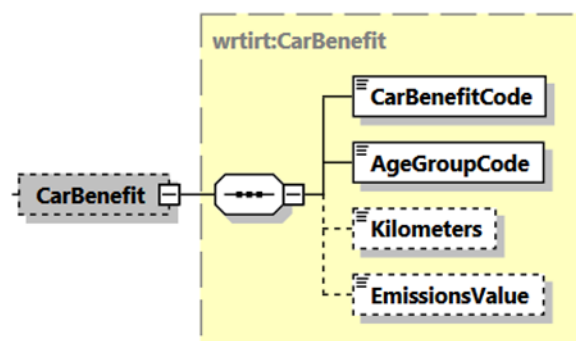 wrtirt:CarBenefit
CarBenefitCode
AgeGroupCode
CarBenefit
Kilometers
EmissionsValue